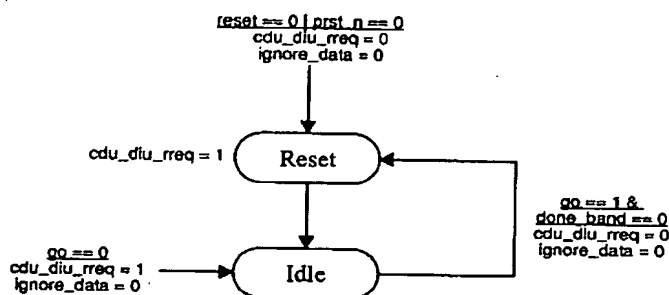 reset == 0 | prst_n == 0
cdu_diu_rreq = 0
ignore_data = 0
cdu_diu_rreq = 1
Reset
go == 1 &
done_band == 0
cdu_diu_rreq = 0
ignore_data = 0
go == 0
cdu_diu_rreq = 1
ignore_data = 0
Idle